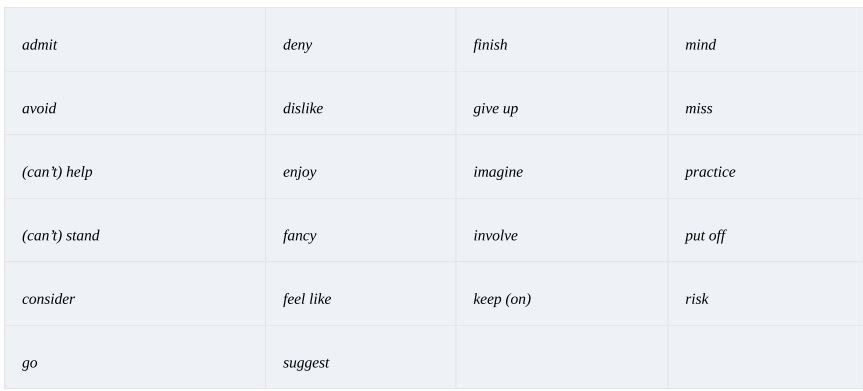 admit deny finish mind
avoid dislike give up miss
(can’t) help enjoy imagine practice
(can’t) stand fancy involve put off
consider feel like keep (on) risk
go suggest